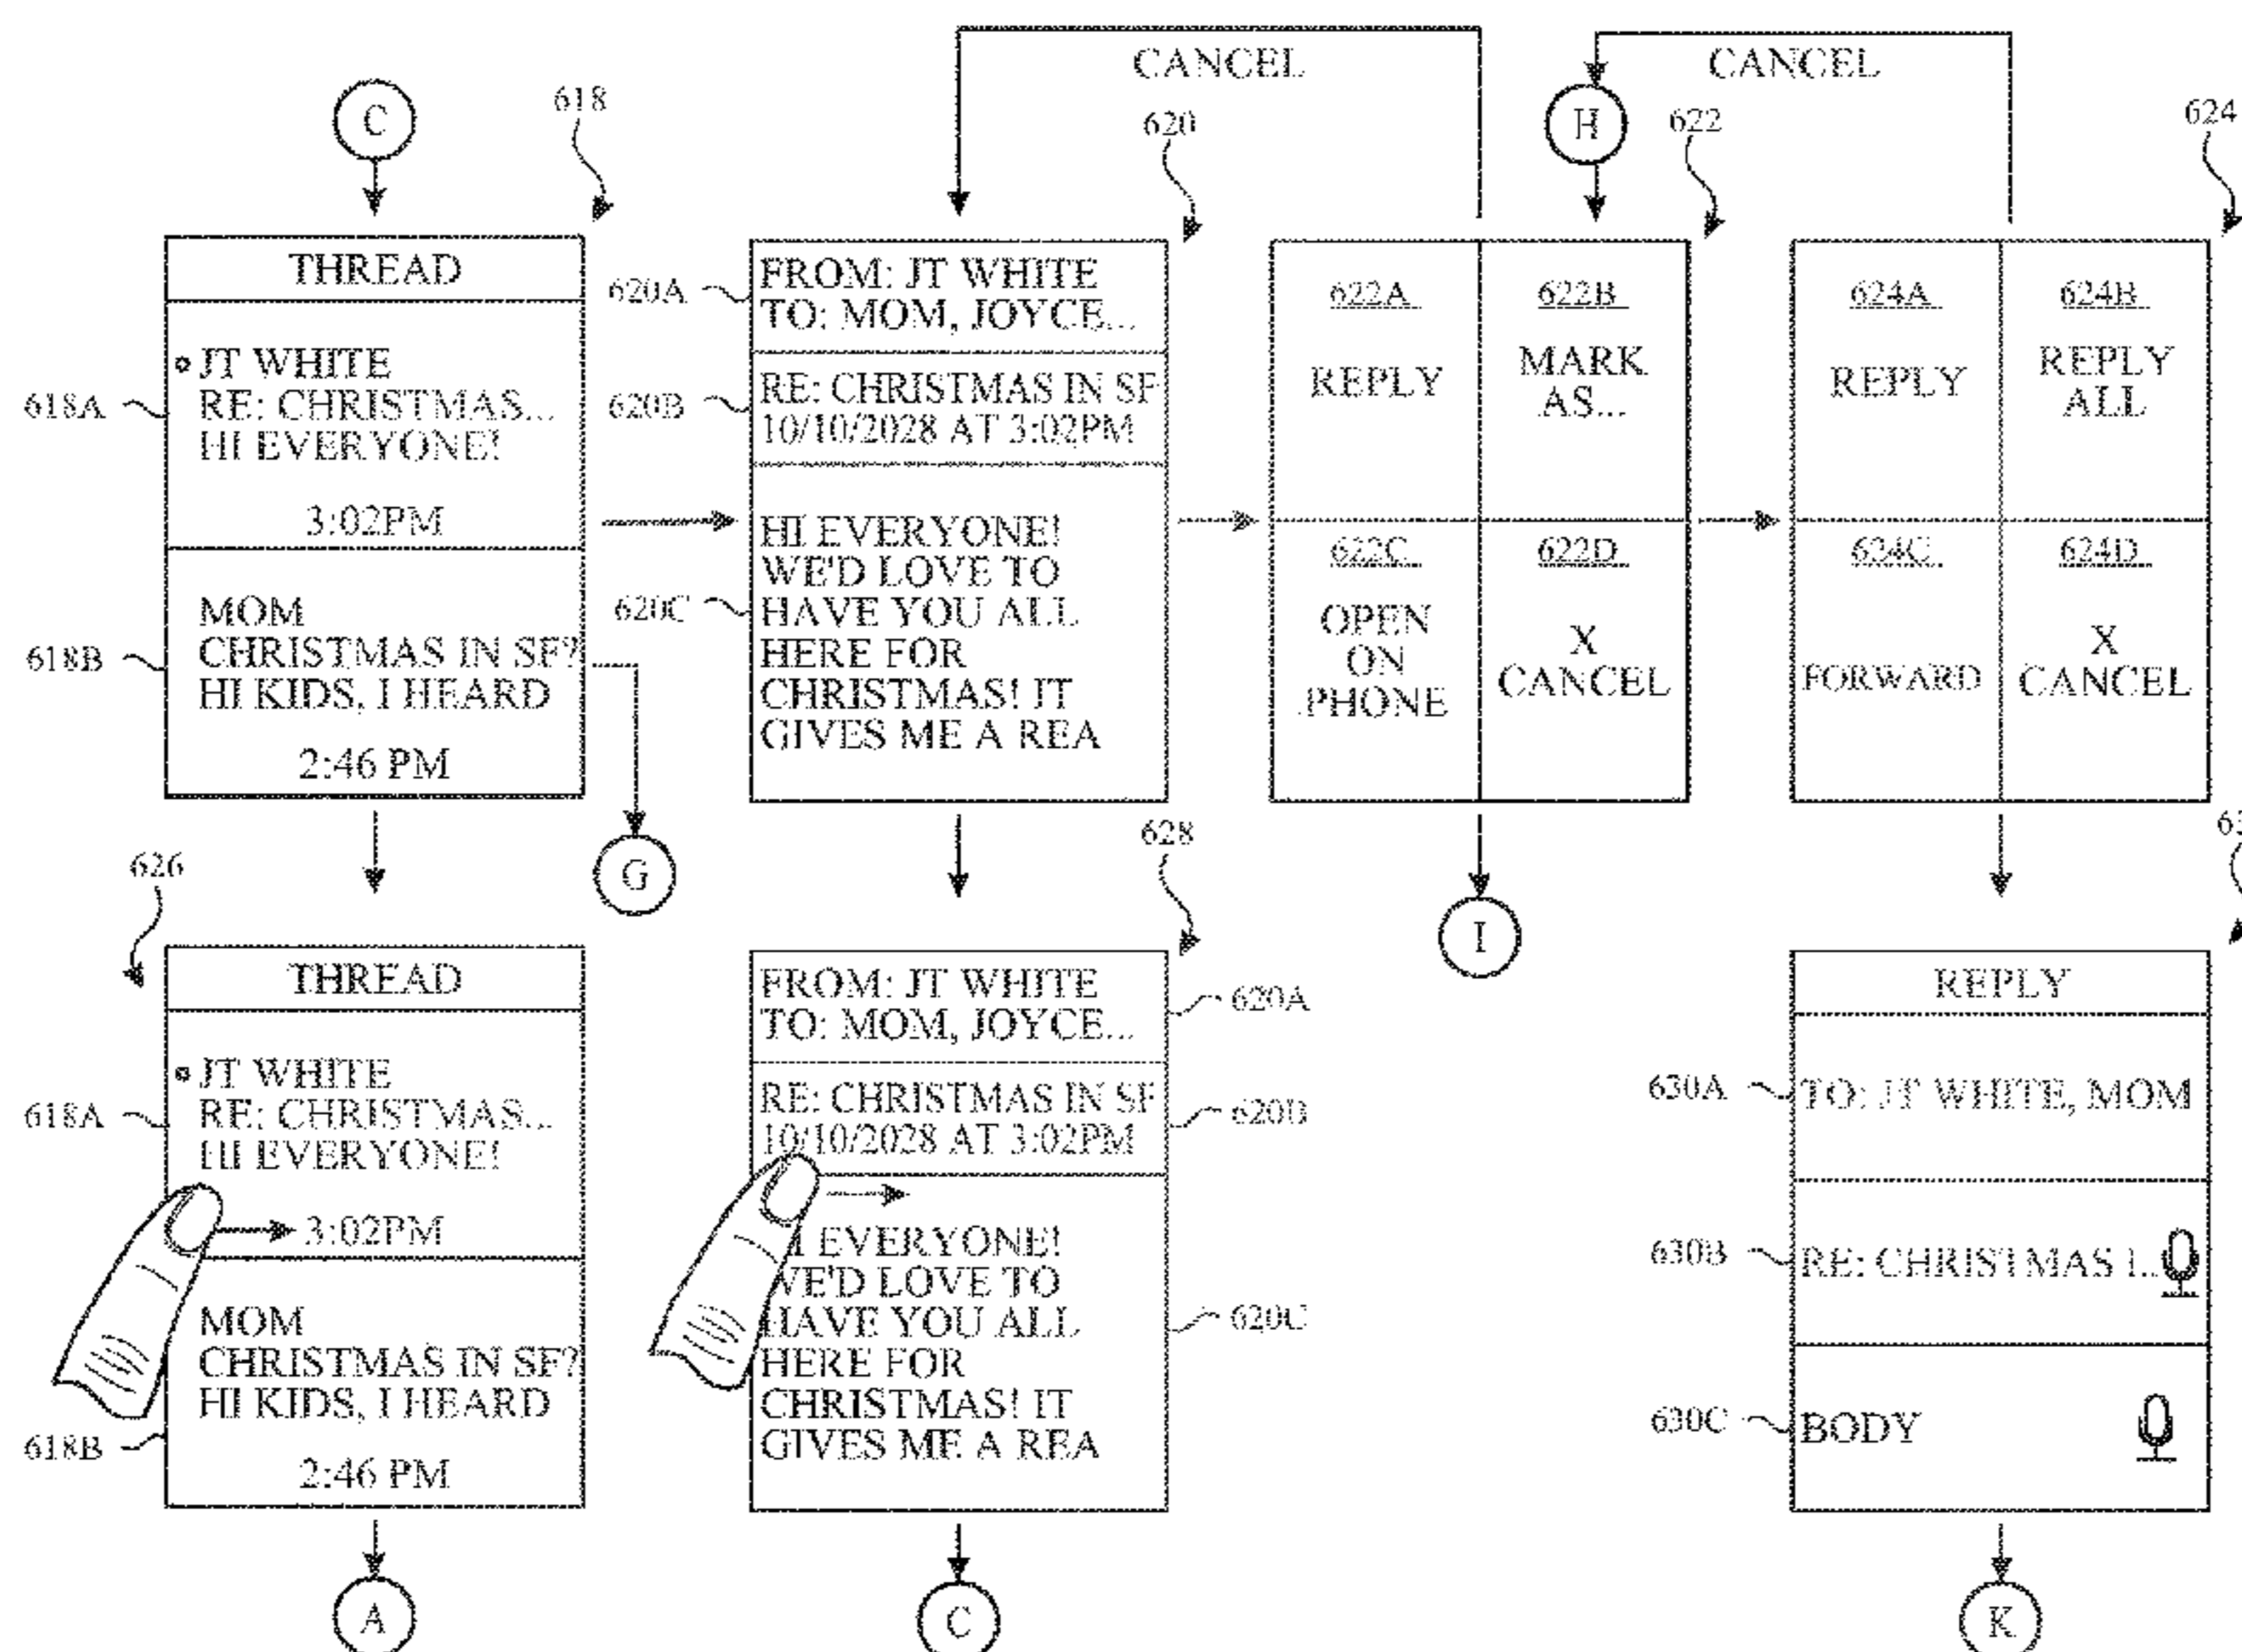 CANCEL
CANCEL
C
618
620
H
622
624
THREAD
JT WHITE
RE: CHRISTMAS...
HI EVERYONE!
3:02PM
618A
MOM
CHRISTMAS IN SF?
HI KIDS, I HEARD
2:46 PM
618B
G
620A
FROM: JT WHITE
TO: MOM, JOYCE...
620B
RE: CHRISTMAS IN SF
10/10/2028 AT 3:02PM
620C
HI EVERYONE!
WE'D LOVE TO
HAVE YOU ALL
HERE FOR
CHRISTMAS! IT
GIVES ME A REA
622A
REPLY
622B
MARK
AS...
622C
OPEN
ON
PHONE
622D
X
CANCEL
I
624A
REPLY
624B
REPLY
ALL
624C
FORWARD
624D
X
CANCEL
626
THREAD
JT WHITE
RE: CHRISTMAS...
HI EVERYONE!
3:02PM
618A
MOM
CHRISTMAS IN SF?
HI KIDS, I HEARD
2:46 PM
618B
A
628
FROM: JT WHITE
TO: MOM, JOYCE...
620A
RE: CHRISTMAS IN SF
10/10/2028 AT 3:02PM
620B
I EVERYONE!
WE'D LOVE TO
HAVE YOU ALL
HERE FOR
CHRISTMAS! IT
GIVES ME A REA
620C
C
REPLY
630A
TO: JT WHITE, MOM
630B
RE: CHRISTMAS I...
630C
BODY
K